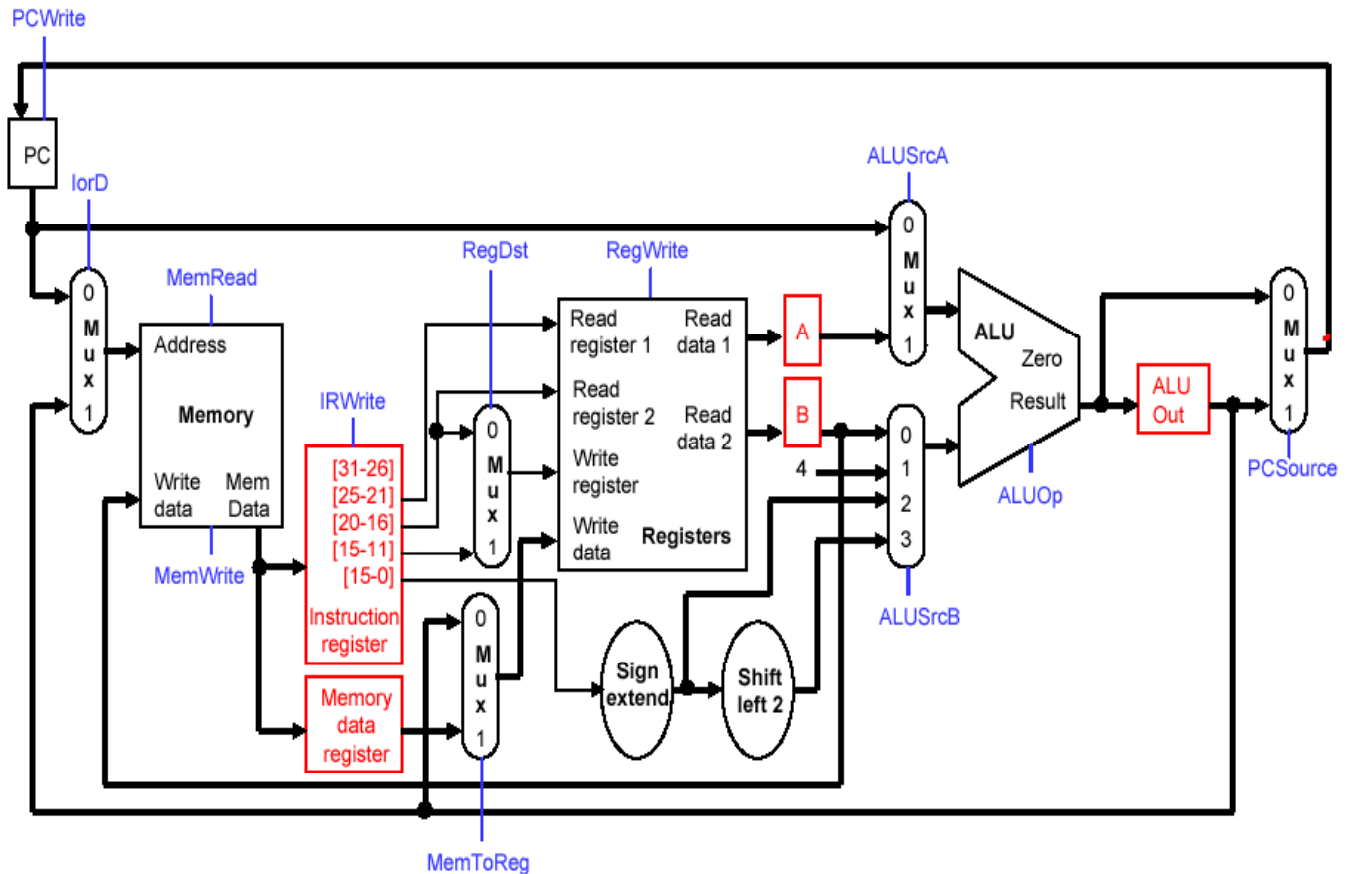 PCWrite
PC
IorD
0
M
u
x
1
MemRead
Address
Memory
Write
data
Mem
Data
MemWrite
IRWrite
[31-26]
[25-21]
[20-16]
[15-11]
[15-0]
Instruction
register
Memory
data
register
RegDst
0
M
u
x
1
0
M
u
x
1
MemToReg
RegWrite
Read
register 1
Read
data 1
Read
register 2
Read
data 2
Write
register
Write
data
Registers
Sign
extend
Shift
left 2
A
B
4
ALUSrcA
0
M
u
x
1
0
1
2
3
ALUSrcB
ALU
Zero
Result
ALUOp
ALU
Out
0
M
u
x
1
PCSource